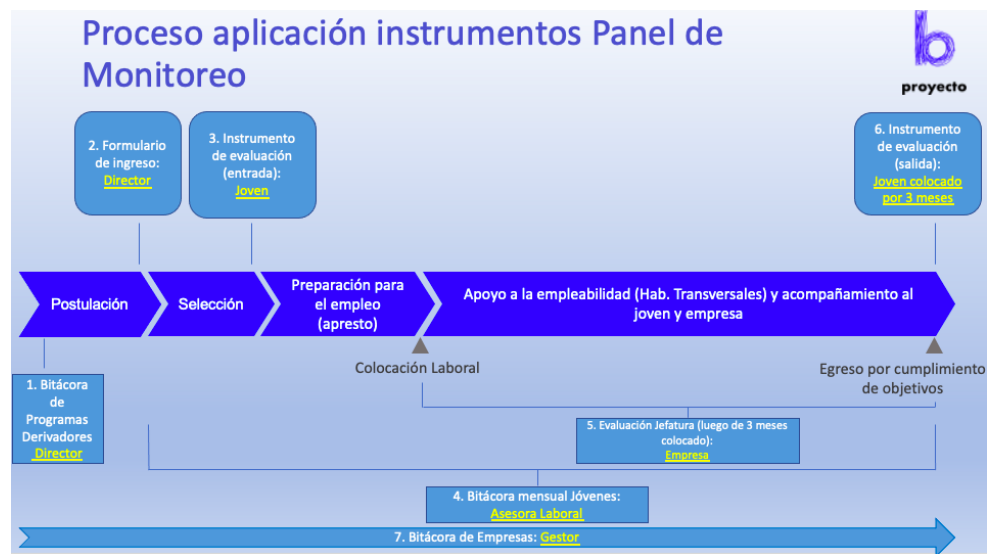 Proceso aplicación instrumentos Panel de
Monitoreo
b
proyecto
2. Formulario
de ingreso:
Director
3. Instrumento
de evaluación
(entrada):
Joven
6. Instrumento
de evaluación
(salida):
Joven colocado
por 3 meses
Postulación
Selección
Preparación para
el empleo
(apresto)
Apoyo a la empleabilidad (Hab. Transversales) y acompañamiento al
joven y empresa
Colocación Laboral
Egreso por cumplimiento
de objetivos
1. Bitácora
de
Programas
Derivadores
Director
5. Evaluación Jefatura (luego de 3 meses
colocado):
Empresa
4. Bitácora mensual Jóvenes:
Asesora Laboral
7. Bitácora de Empresas: Gestor